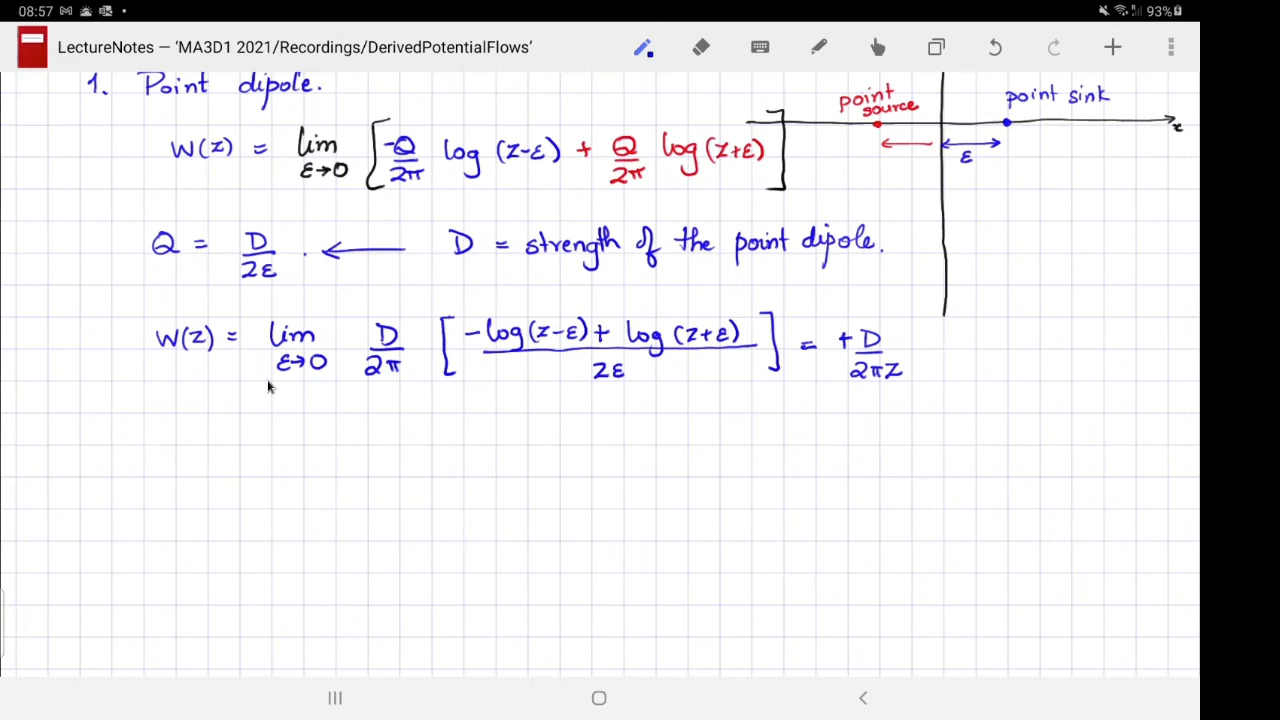 08:57 93%
LectureNotes — ‘MA3D1 2021/Recordings/DerivedPotentialFlows’
1. Point dipole.
point source
point sink
x
ε
W(z) = lim ε→0 [ -Q/2π log (z-ε) + Q/2π log(z+ε) ]
Q = D/2ε . ← D = strength of the point dipole.
W(z) = lim ε→0 D/2π [ -log(z-ε)+ log(z+ε) / 2ε ] = +D/2πz